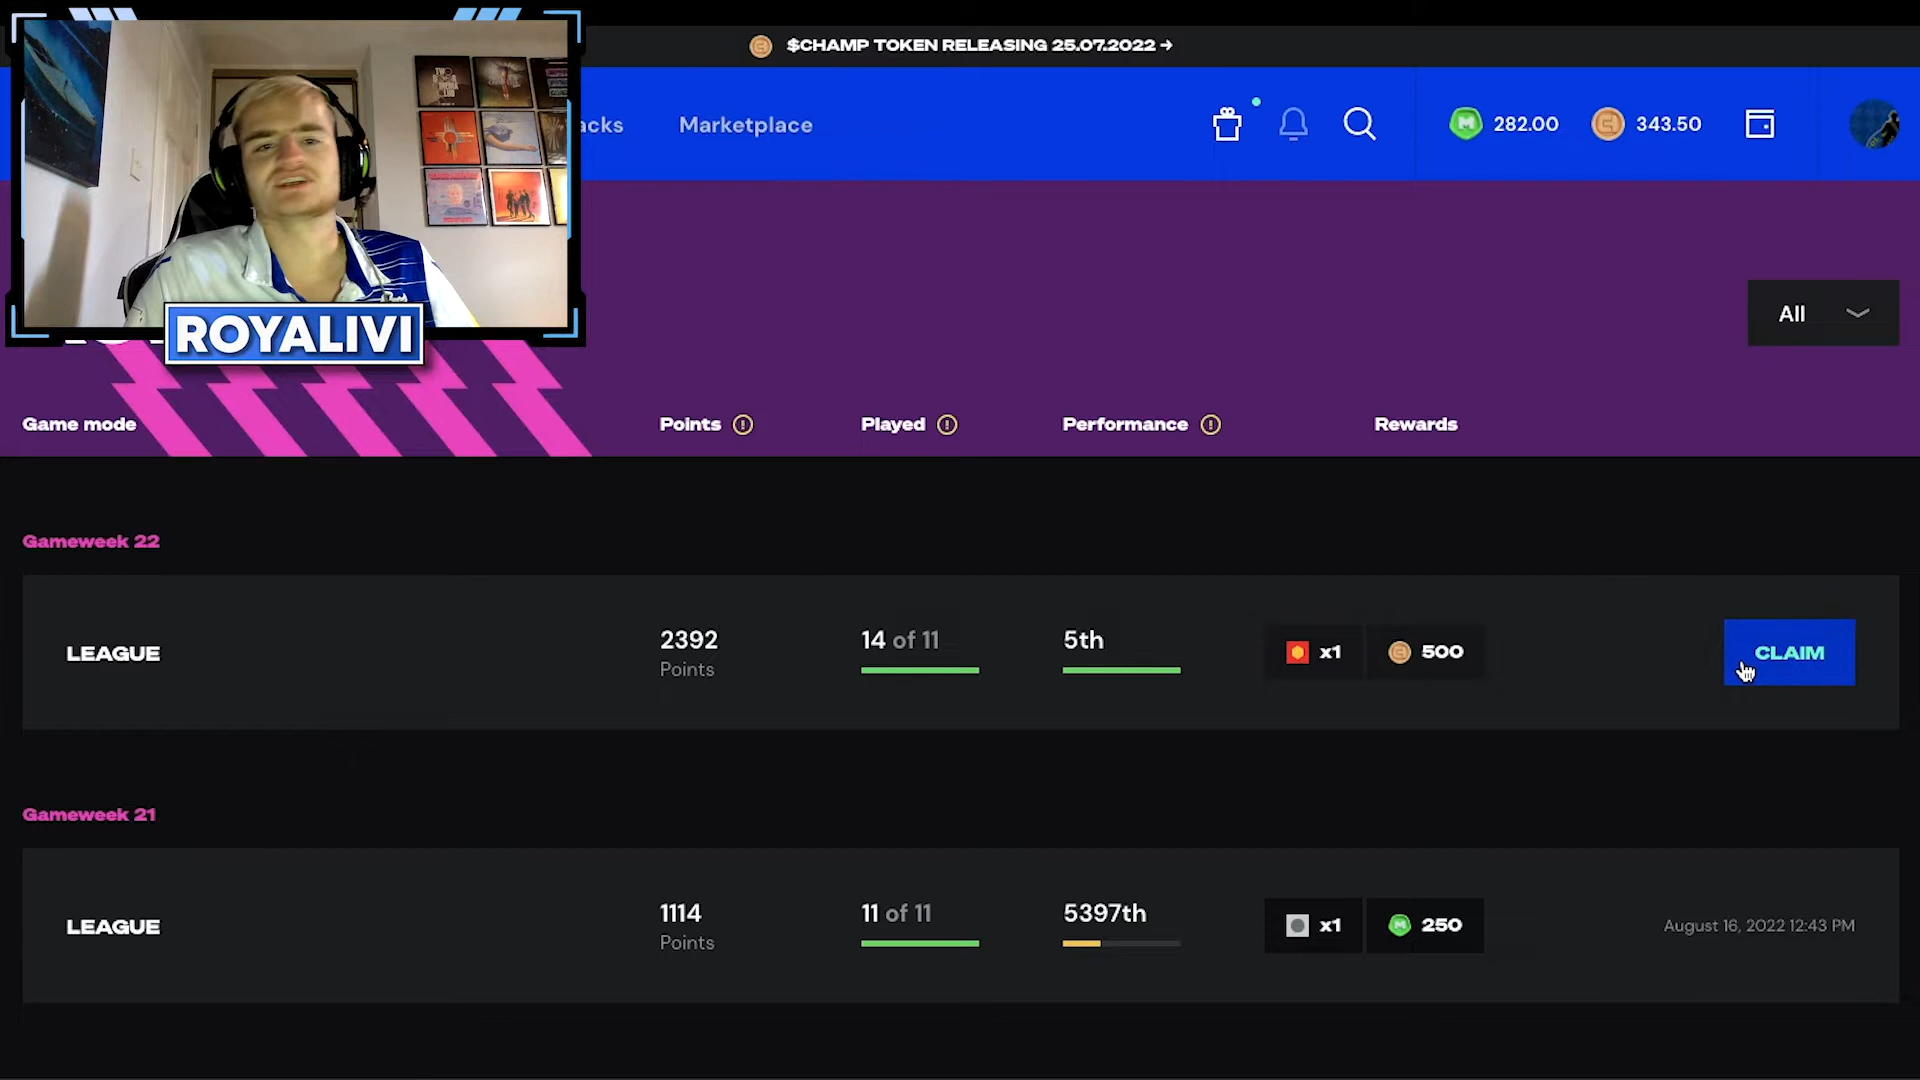 $CHAMP TOKEN RELEASING 25.07.2022 →
Marketplace
282.00
343.50
ROYALIVI
All
Game mode
Points
Played
Performance
Rewards
Gameweek 22
LEAGUE
2392
Points
14 of 11
5th
x1
500
CLAIM
Gameweek 21
LEAGUE
1114
Points
11 of 11
5397th
x1
250
August 16, 2022 12:43 PM